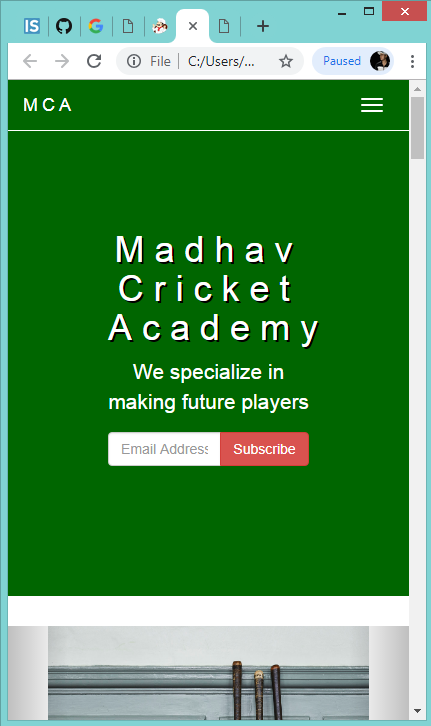 IS
File
C:/Users/...
Paused
MCA
Madhav
Cricket
Academy
We specialize in
making future players
Email Address
Subscribe